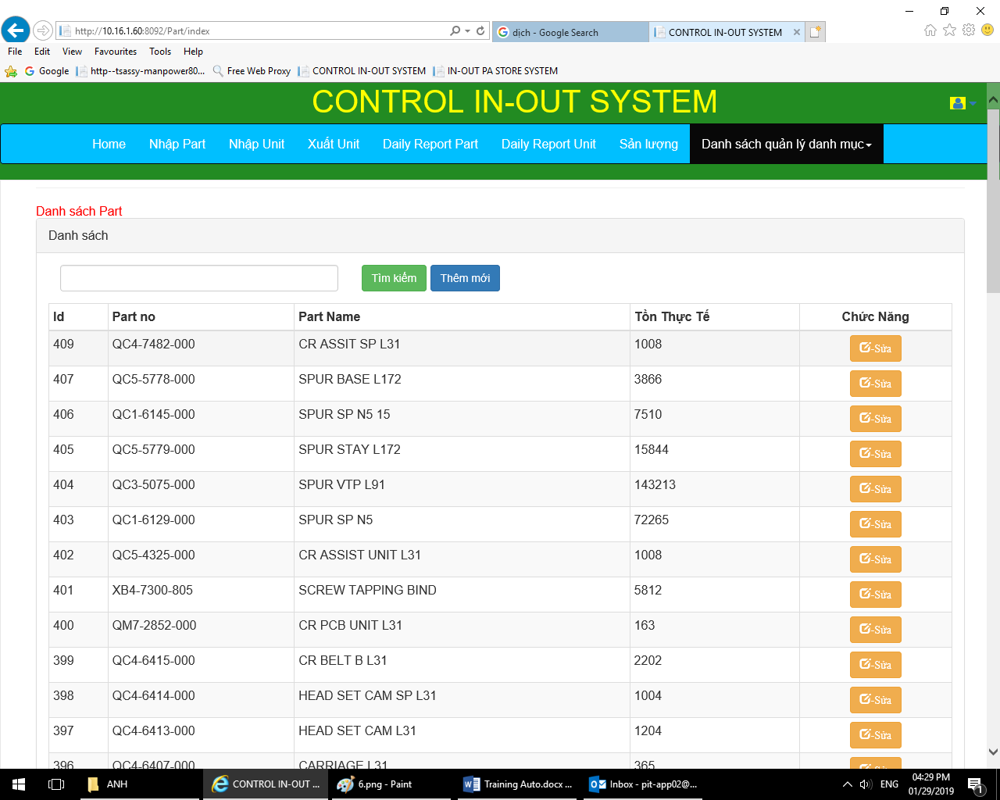 http://10.16.1.60:8092/Part/index
dịch - Google Search
CONTROL IN-OUT SYSTEM
File Edit View Favourites Tools Help
Google http--tsassy-manpower80... Free Web Proxy CONTROL IN-OUT SYSTEM IN-OUT PA STORE SYSTEM
CONTROL IN-OUT SYSTEM
Home Nhập Part Nhập Unit Xuất Unit Daily Report Part Daily Report Unit Sản lượng Danh sách quản lý danh mục
Danh sách Part
Danh sách
Tìm kiếm Thêm mới
Id Part no Part Name Tồn Thực Tế Chức Năng
409 QC4-7482-000 CR ASSIT SP L31 1008 -Sửa
407 QC5-5778-000 SPUR BASE L172 3866 -Sửa
406 QC1-6145-000 SPUR SP N5 15 7510 -Sửa
405 QC5-5779-000 SPUR STAY L172 15844 -Sửa
404 QC3-5075-000 SPUR VTP L91 143213 -Sửa
403 QC1-6129-000 SPUR SP N5 72265 -Sửa
402 QC5-4325-000 CR ASSIST UNIT L31 1008 -Sửa
401 XB4-7300-805 SCREW TAPPING BIND 5812 -Sửa
400 QM7-2852-000 CR PCB UNIT L31 163 -Sửa
399 QC4-6415-000 CR BELT B L31 2202 -Sửa
398 QC4-6414-000 HEAD SET CAM SP L31 1004 -Sửa
397 QC4-6413-000 HEAD SET CAM L31 1204 -Sửa
396 QC4-6407-000 CARRIAGE L31 365
ANH CONTROL IN-OUT ... 6.png - Paint Training Auto.docx ... Inbox - pit-app02@... ENG 04:29 PM
01/29/2019 1